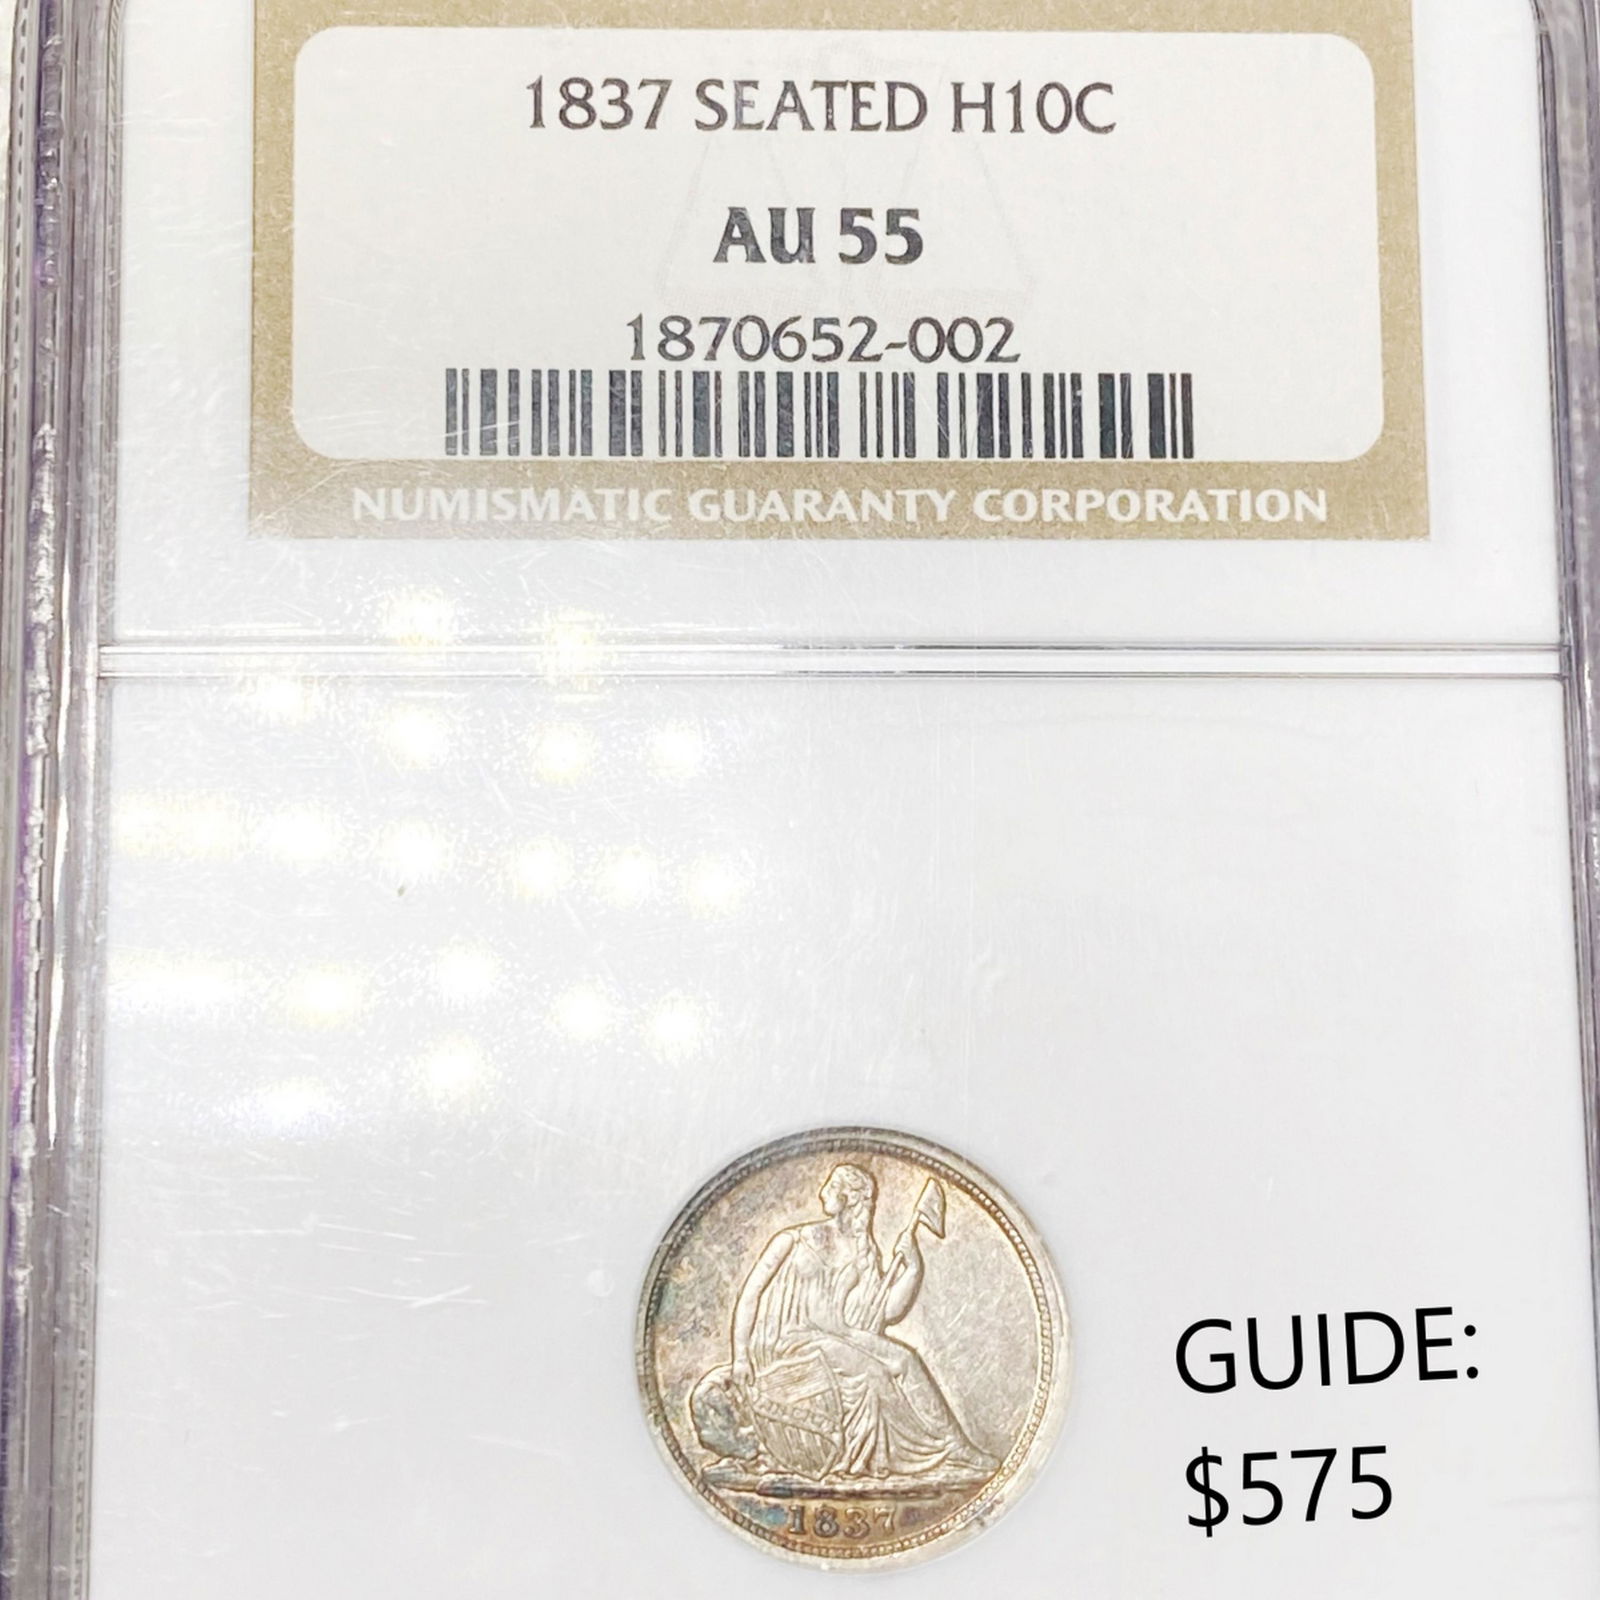 1837 SEATED H10C
AU 55
1870652-002
NUMISMATIC GUARANTY CORPORATION
GUIDE:
$575
1837